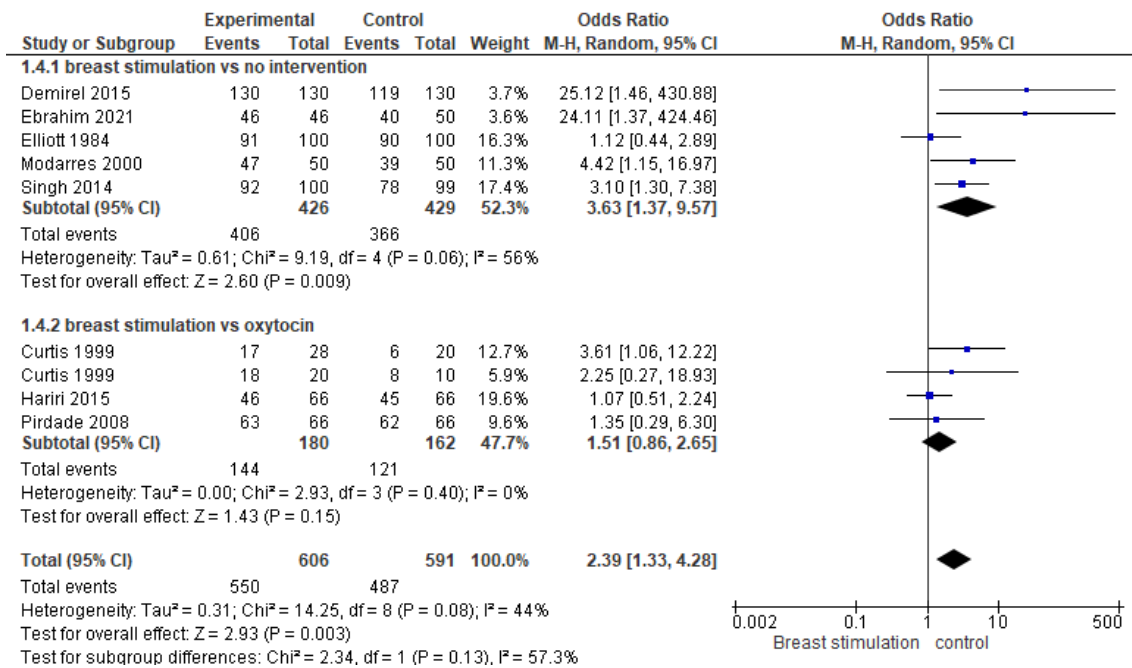 Experimental Control Odds Ratio Odds Ratio
Study or Subgroup Events Total Events Total Weight M-H, Random, 95% CI M-H, Random, 95% CI
1.4.1 breast stimulation vs no intervention
Demirel 2015 130 130 119 130 3.7% 25.12 [1.46, 430.88]
Ebrahim 2021 46 46 40 50 3.6% 24.11 [1.37, 424.46]
Elliott 1984 91 100 90 100 16.3% 1.12 [0.44, 2.89]
Modarres 2000 47 50 39 50 11.3% 4.42 [1.15, 16.97]
Singh 2014 92 100 78 99 17.4% 3.10 [1.30, 7.38]
Subtotal (95% CI) 426 429 52.3% 3.63 [1.37, 9.57]
Total events 406 366
Heterogeneity: Tau² = 0.61; Chi² = 9.19, df = 4 (P = 0.06); I² = 56%
Test for overall effect: Z = 2.60 (P = 0.009)
1.4.2 breast stimulation vs oxytocin
Curtis 1999 17 28 6 20 12.7% 3.61 [1.06, 12.22]
Curtis 1999 18 20 8 10 5.9% 2.25 [0.27, 18.93]
Hariri 2015 46 66 45 66 19.6% 1.07 [0.51, 2.24]
Pirdade 2008 63 66 62 66 9.6% 1.35 [0.29, 6.30]
Subtotal (95% CI) 180 162 47.7% 1.51 [0.86, 2.65]
Total events 144 121
Heterogeneity: Tau² = 0.00; Chi² = 2.93, df = 3 (P = 0.40); I² = 0%
Test for overall effect: Z = 1.43 (P = 0.15)
Total (95% CI) 606 591 100.0% 2.39 [1.33, 4.28]
Total events 550 487
Heterogeneity: Tau² = 0.31; Chi² = 14.25, df = 8 (P = 0.08); I² = 44%
Test for overall effect: Z = 2.93 (P = 0.003)
Test for subgroup differences: Chi² = 2.34, df = 1 (P = 0.13), I² = 57.3%
0.002 0.1 1 10 500
Breast stimulation control